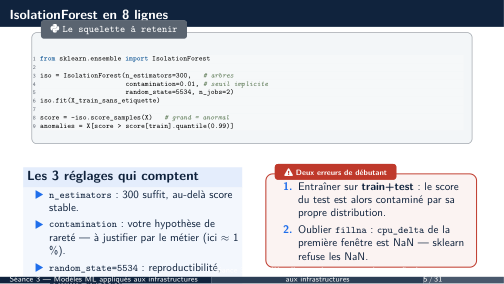 IsolationForest en 8 lignes
Le squelette à retenir
1 from sklearn.ensemble import IsolationForest
2
3 iso = IsolationForest(n_estimators=300, # arbres
4 contamination=0.01, # seuil implicite
5 random_state=5534, n_jobs=2)
6 iso.fit(X_train_sans_etiquette)
7
8 score = -iso.score_samples(X) # grand = anormal
9 anomalies = X[score > score[train].quantile(0.99)]
Les 3 réglages qui comptent
▶ n_estimators : 300 suffit, au-delà score
stable.
▶ contamination : votre hypothèse de
rareté — à justifier par le métier (ici ≈ 1
%).
▶ random_state=5534 : reproductibilité,
Deux erreurs de débutant
1. Entraîner sur train+test : le score
du test est alors contaminé par sa
propre distribution.
2. Oublier fillna : cpu_delta de la
première fenêtre est NaN — sklearn
refuse les NaN.
Séance 3 — Modèles ML appliqués aux infrastructures
aux infrastructures
5 / 31